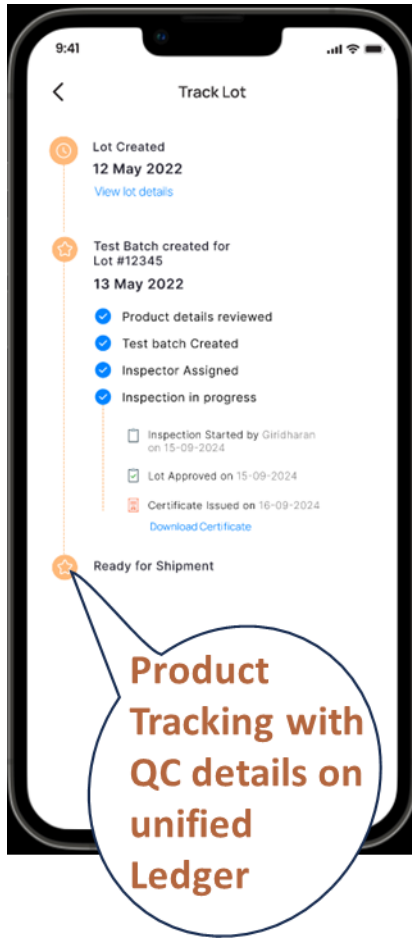 9:41
Track Lot
Lot Created
12 May 2022
View lot details
Test Batch created for
Lot #12345
13 May 2022
Product details reviewed
Test batch Created
Inspector Assigned
Inspection in progress
Inspection Started by Giridharan
on 15-09-2024
Lot Approved on 15-09-2024
Certificate Issued on 16-09-2024
Download Certificate
Ready for Shipment
Product
Tracking with
QC details on
unified
Ledger